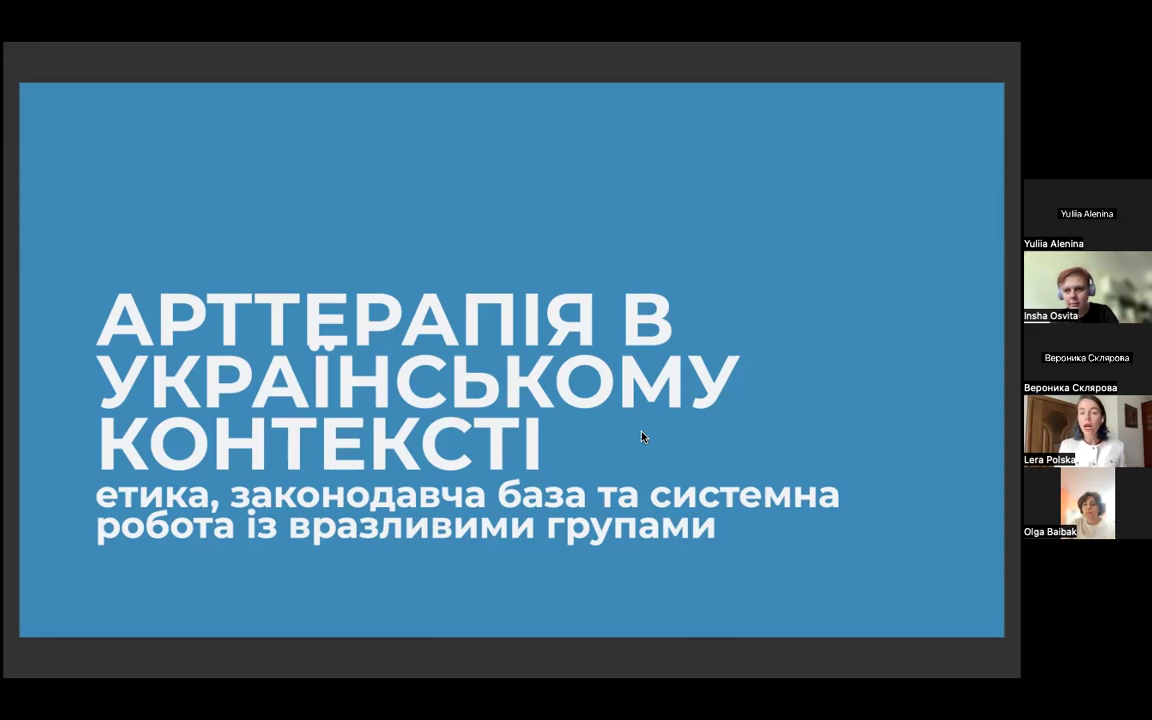 АРТТЕРАПІЯ В
УКРАЇНСЬКОМУ
КОНТЕКСТІ
етика, законодавча база та системна
робота із вразливими групами
Yuliia Alenina
Yuliia Alenina
Insha Osvita
Вероника Склярова
Вероника Склярова
Lera Polska
Olga Baibak